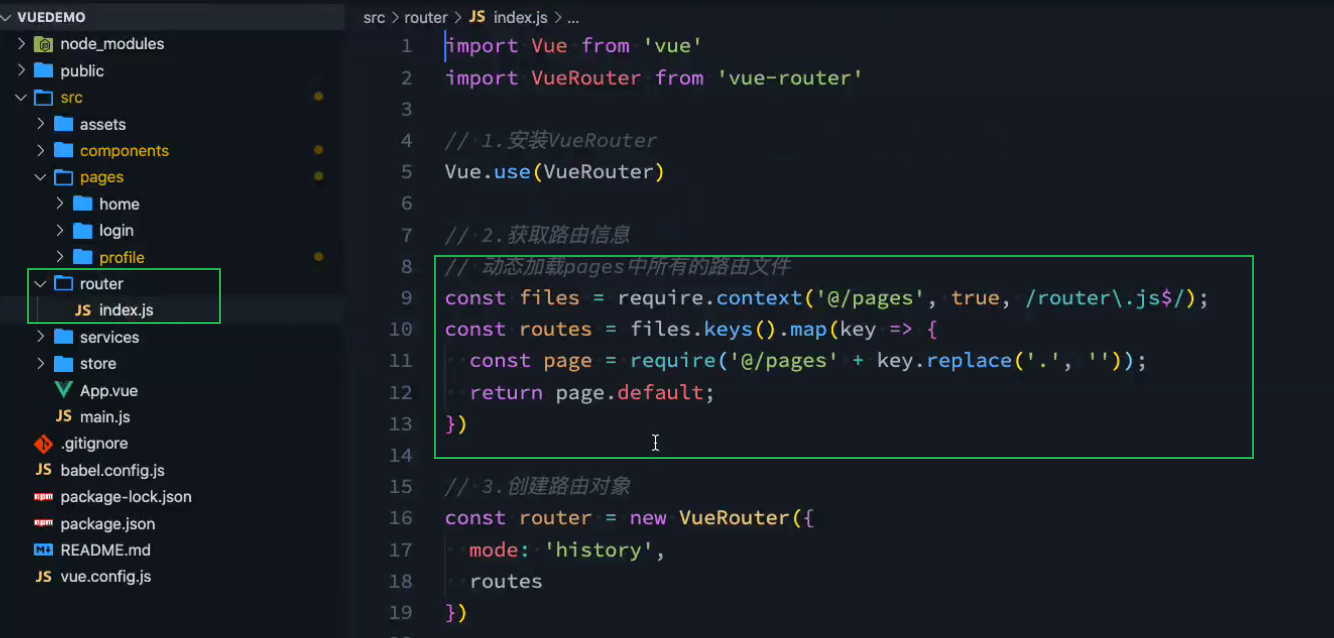 VUEDEMO
node_modules
public
src
assets
components
pages
home
login
profile
router
JS index.js
services
store
App.vue
JS main.js
.gitignore
JS babel.config.js
npm package-lock.json
npm package.json
README.md
JS vue.config.js
src > router > JS index.js > ...
1 import Vue from 'vue'
2 import VueRouter from 'vue-router'
3
4 // 1.安装VueRouter
5 Vue.use(VueRouter)
6
7 // 2.获取路由信息
8 // 动态加载pages中所有的路由文件
9 const files = require.context('@/pages', true, /router\.js$/);
10 const routes = files.keys().map(key => {
11   const page = require('@/pages' + key.replace('.', ''));
12   return page.default;
13 })
14
15 // 3.创建路由对象
16 const router = new VueRouter({
17   mode: 'history',
18   routes
19 })